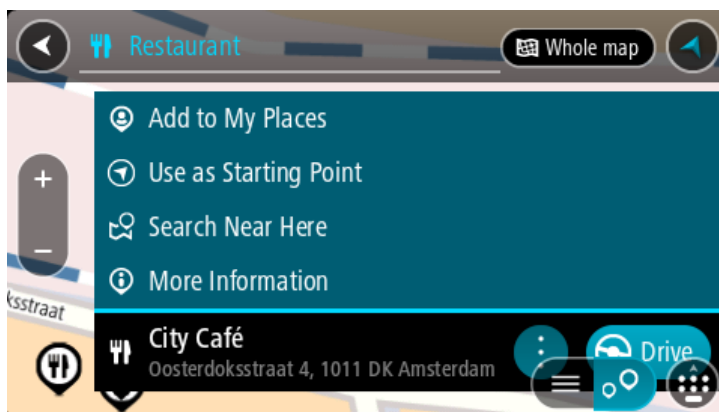 Restaurant
Whole map
Add to My Places
Use as Starting Point
Search Near Here
More Information
ksstraat
City Café
Oosterdoksstraat 4, 1011 DK Amsterdam
Drive